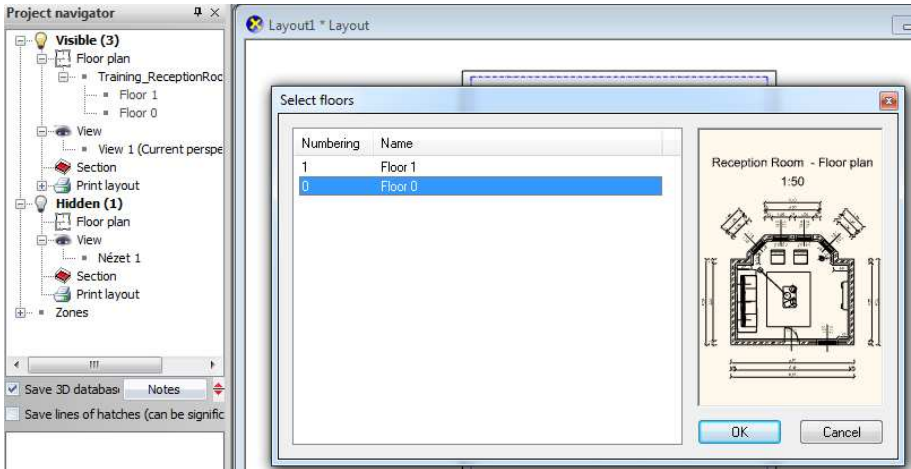 Project navigator
Visible (3)
Floor plan
Training_ReceptionRoo
Floor 1
Floor 0
View
View 1 (Current perspe
Section
Print layout
Hidden (1)
Floor plan
View
Nézet 1
Section
Print layout
Zones
Save 3D databas
Notes
Save lines of hatches (can be signific
Layout1 * Layout
Select floors
Numbering Name
1 Floor 1
0 Floor 0
Reception Room - Floor plan
1:50
OK Cancel